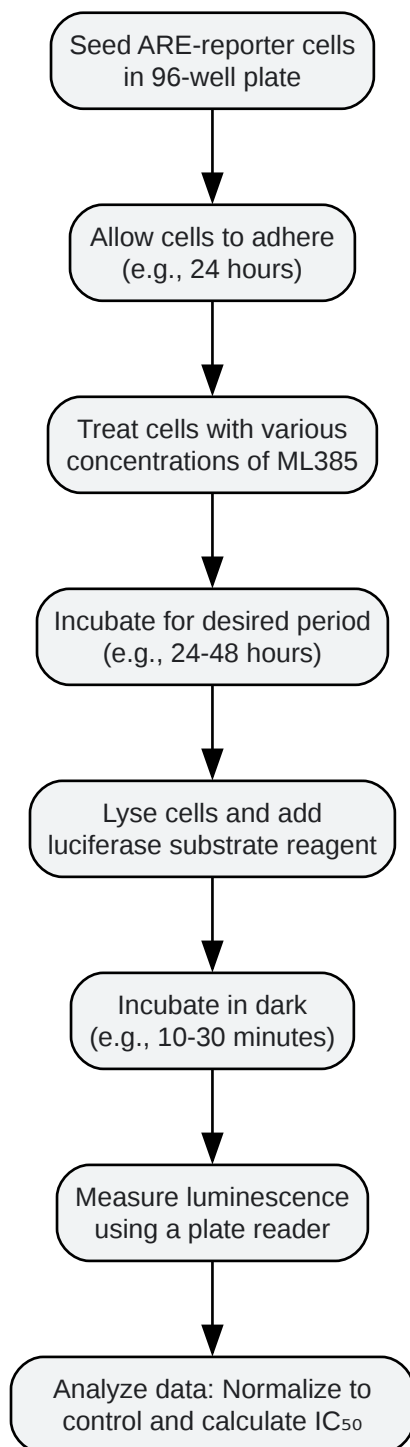 Seed ARE-reporter cells
in 96-well plate
Allow cells to adhere
(e.g., 24 hours)
Treat cells with various
concentrations of ML385
Incubate for desired period
(e.g., 24-48 hours)
Lyse cells and add
luciferase substrate reagent
Incubate in dark
(e.g., 10-30 minutes)
Measure luminescence
using a plate reader
Analyze data: Normalize to
control and calculate IC₅₀